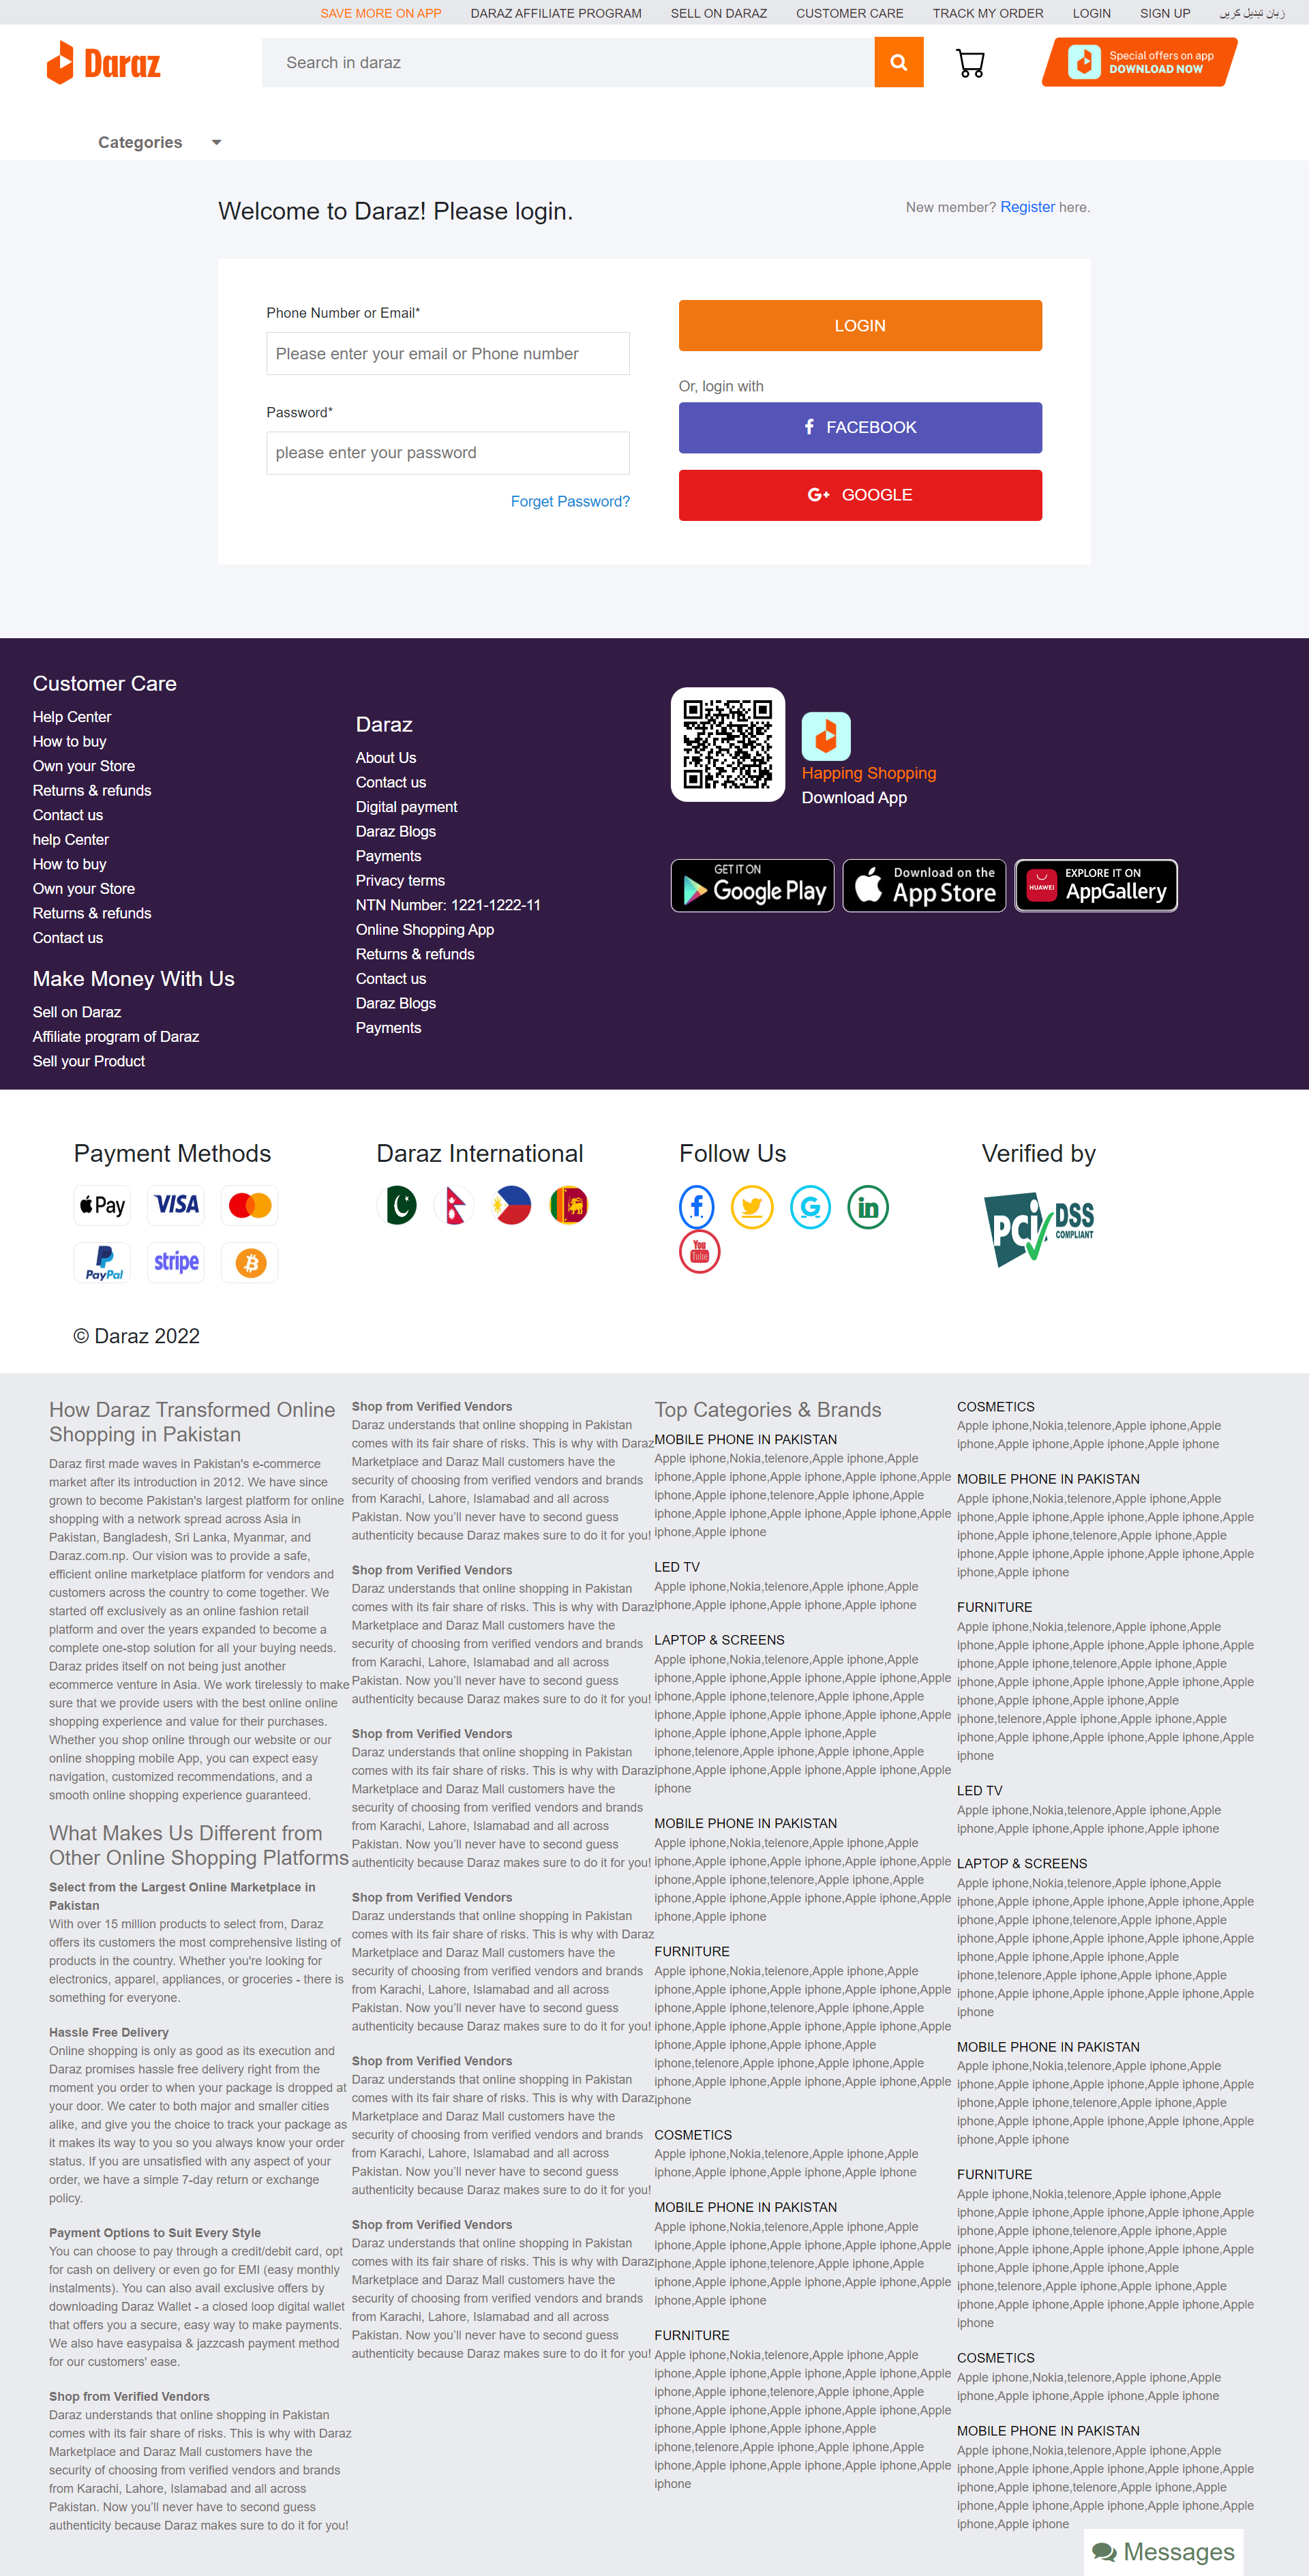 SAVE MORE ON APP DARAZ AFFILIATE PROGRAM SELL ON DARAZ CUSTOMER CARE TRACK MY ORDER LOGIN SIGN UP زبان تبدیل کریں
Daraz
Search in daraz
Special offers on app
DOWNLOAD NOW
Categories
Welcome to Daraz! Please login.
New member? Register here.
Phone Number or Email*
Please enter your email or Phone number
Password*
please enter your password
Forget Password?
LOGIN
Or, login with
FACEBOOK
G+ GOOGLE
Customer Care
Help Center
How to buy
Own your Store
Returns & refunds
Contact us
help Center
How to buy
Own your Store
Returns & refunds
Contact us
Make Money With Us
Sell on Daraz
Affiliate program of Daraz
Sell your Product
Daraz
About Us
Contact us
Digital payment
Daraz Blogs
Payments
Privacy terms
NTN Number: 1221-1222-11
Online Shopping App
Returns & refunds
Contact us
Daraz Blogs
Payments
Happing Shopping
Download App
GET IT ON
Google Play
Download on the
App Store
HUAWEI
EXPLORE IT ON
AppGallery
Payment Methods
Pay
VISA
PayPal
stripe
Daraz International
Follow Us
You
Tube
Verified by
PCI DSS
COMPLIANT
© Daraz 2022
How Daraz Transformed Online
Shopping in Pakistan
Daraz first made waves in Pakistan's e-commerce
market after its introduction in 2012. We have since
grown to become Pakistan's largest platform for online
shopping with a network spread across Asia in
Pakistan, Bangladesh, Sri Lanka, Myanmar, and
Daraz.com.np. Our vision was to provide a safe,
efficient online marketplace platform for vendors and
customers across the country to come together. We
started off exclusively as an online fashion retail
platform and over the years expanded to become a
complete one-stop solution for all your buying needs.
Daraz prides itself on not being just another
ecommerce venture in Asia. We work tirelessly to make
sure that we provide users with the best online online
shopping experience and value for their purchases.
Whether you shop online through our website or our
online shopping mobile App, you can expect easy
navigation, customized recommendations, and a
smooth online shopping experience guaranteed.
What Makes Us Different from
Other Online Shopping Platforms
Select from the Largest Online Marketplace in
Pakistan
With over 15 million products to select from, Daraz
offers its customers the most comprehensive listing of
products in the country. Whether you're looking for
electronics, apparel, appliances, or groceries - there is
something for everyone.
Hassle Free Delivery
Online shopping is only as good as its execution and
Daraz promises hassle free delivery right from the
moment you order to when your package is dropped at
your door. We cater to both major and smaller cities
alike, and give you the choice to track your package as
it makes its way to you so you always know your order
status. If you are unsatisfied with any aspect of your
order, we have a simple 7-day return or exchange
policy.
Payment Options to Suit Every Style
You can choose to pay through a credit/debit card, opt
for cash on delivery or even go for EMI (easy monthly
instalments). You can also avail exclusive offers by
downloading Daraz Wallet - a closed loop digital wallet
that offers you a secure, easy way to make payments.
We also have easypaisa & jazzcash payment method
for our customers' ease.
Shop from Verified Vendors
Daraz understands that online shopping in Pakistan
comes with its fair share of risks. This is why with Daraz
Marketplace and Daraz Mall customers have the
security of choosing from verified vendors and brands
from Karachi, Lahore, Islamabad and all across
Pakistan. Now you'll never have to second guess
authenticity because Daraz makes sure to do it for you!
Shop from Verified Vendors
Daraz understands that online shopping in Pakistan
comes with its fair share of risks. This is why with Daraz
Marketplace and Daraz Mall customers have the
security of choosing from verified vendors and brands
from Karachi, Lahore, Islamabad and all across
Pakistan. Now you'll never have to second guess
authenticity because Daraz makes sure to do it for you!
Shop from Verified Vendors
Daraz understands that online shopping in Pakistan
comes with its fair share of risks. This is why with Daraz
Marketplace and Daraz Mall customers have the
security of choosing from verified vendors and brands
from Karachi, Lahore, Islamabad and all across
Pakistan. Now you'll never have to second guess
authenticity because Daraz makes sure to do it for you!
Shop from Verified Vendors
Daraz understands that online shopping in Pakistan
comes with its fair share of risks. This is why with Daraz
Marketplace and Daraz Mall customers have the
security of choosing from verified vendors and brands
from Karachi, Lahore, Islamabad and all across
Pakistan. Now you'll never have to second guess
authenticity because Daraz makes sure to do it for you!
Shop from Verified Vendors
Daraz understands that online shopping in Pakistan
comes with its fair share of risks. This is why with Daraz
Marketplace and Daraz Mall customers have the
security of choosing from verified vendors and brands
from Karachi, Lahore, Islamabad and all across
Pakistan. Now you'll never have to second guess
authenticity because Daraz makes sure to do it for you!
Shop from Verified Vendors
Daraz understands that online shopping in Pakistan
comes with its fair share of risks. This is why with Daraz
Marketplace and Daraz Mall customers have the
security of choosing from verified vendors and brands
from Karachi, Lahore, Islamabad and all across
Pakistan. Now you'll never have to second guess
authenticity because Daraz makes sure to do it for you!
Shop from Verified Vendors
Daraz understands that online shopping in Pakistan
comes with its fair share of risks. This is why with Daraz
Marketplace and Daraz Mall customers have the
security of choosing from verified vendors and brands
from Karachi, Lahore, Islamabad and all across
Pakistan. Now you'll never have to second guess
authenticity because Daraz makes sure to do it for you!
Top Categories & Brands
MOBILE PHONE IN PAKISTAN
Apple iphone,Nokia,telenore,Apple iphone,Apple
iphone,Apple iphone,Apple iphone,Apple iphone,Apple
iphone,Apple iphone,telenore,Apple iphone,Apple
iphone,Apple iphone,Apple iphone,Apple iphone,Apple
iphone,Apple iphone
LED TV
Apple iphone,Nokia,telenore,Apple iphone,Apple
iphone,Apple iphone,Apple iphone,Apple iphone
LAPTOP & SCREENS
Apple iphone,Nokia,telenore,Apple iphone,Apple
iphone,Apple iphone,Apple iphone,Apple iphone,Apple
iphone,Apple iphone,telenore,Apple iphone,Apple
iphone,Apple iphone,Apple iphone,Apple iphone,Apple
iphone,Apple iphone,Apple iphone,Apple
iphone,telenore,Apple iphone,Apple iphone,Apple
iphone,Apple iphone,Apple iphone,Apple iphone,Apple
iphone
MOBILE PHONE IN PAKISTAN
Apple iphone,Nokia,telenore,Apple iphone,Apple
iphone,Apple iphone,Apple iphone,Apple iphone,Apple
iphone,Apple iphone,telenore,Apple iphone,Apple
iphone,Apple iphone,Apple iphone,Apple iphone,Apple
iphone,Apple iphone
FURNITURE
Apple iphone,Nokia,telenore,Apple iphone,Apple
iphone,Apple iphone,Apple iphone,Apple iphone,Apple
iphone,Apple iphone,telenore,Apple iphone,Apple
iphone,Apple iphone,Apple iphone,Apple iphone,Apple
iphone,Apple iphone,Apple iphone,Apple
iphone,telenore,Apple iphone,Apple iphone,Apple
iphone,Apple iphone,Apple iphone,Apple iphone,Apple
iphone
COSMETICS
Apple iphone,Nokia,telenore,Apple iphone,Apple
iphone,Apple iphone,Apple iphone,Apple iphone
MOBILE PHONE IN PAKISTAN
Apple iphone,Nokia,telenore,Apple iphone,Apple
iphone,Apple iphone,Apple iphone,Apple iphone,Apple
iphone,Apple iphone,telenore,Apple iphone,Apple
iphone,Apple iphone,Apple iphone,Apple iphone,Apple
iphone,Apple iphone
FURNITURE
Apple iphone,Nokia,telenore,Apple iphone,Apple
iphone,Apple iphone,Apple iphone,Apple iphone,Apple
iphone,Apple iphone,telenore,Apple iphone,Apple
iphone,Apple iphone,Apple iphone,Apple iphone,Apple
iphone,Apple iphone,Apple iphone,Apple
iphone,telenore,Apple iphone,Apple iphone,Apple
iphone,Apple iphone,Apple iphone,Apple iphone,Apple
iphone
COSMETICS
Apple iphone,Nokia,telenore,Apple iphone,Apple
iphone,Apple iphone,Apple iphone,Apple iphone
MOBILE PHONE IN PAKISTAN
Apple iphone,Nokia,telenore,Apple iphone,Apple
iphone,Apple iphone,Apple iphone,Apple iphone,Apple
iphone,Apple iphone,telenore,Apple iphone,Apple
iphone,Apple iphone,Apple iphone,Apple iphone,Apple
iphone,Apple iphone
FURNITURE
Apple iphone,Nokia,telenore,Apple iphone,Apple
iphone,Apple iphone,Apple iphone,Apple iphone,Apple
iphone,Apple iphone,telenore,Apple iphone,Apple
iphone,Apple iphone,Apple iphone,Apple iphone,Apple
iphone,Apple iphone,Apple iphone,Apple
iphone,telenore,Apple iphone,Apple iphone,Apple
iphone,Apple iphone,Apple iphone,Apple iphone,Apple
iphone
LED TV
Apple iphone,Nokia,telenore,Apple iphone,Apple
iphone,Apple iphone,Apple iphone,Apple iphone
LAPTOP & SCREENS
Apple iphone,Nokia,telenore,Apple iphone,Apple
iphone,Apple iphone,Apple iphone,Apple iphone,Apple
iphone,Apple iphone,telenore,Apple iphone,Apple
iphone,Apple iphone,Apple iphone,Apple iphone,Apple
iphone,Apple iphone,Apple iphone,Apple
iphone,telenore,Apple iphone,Apple iphone,Apple
iphone,Apple iphone,Apple iphone,Apple iphone,Apple
iphone
MOBILE PHONE IN PAKISTAN
Apple iphone,Nokia,telenore,Apple iphone,Apple
iphone,Apple iphone,Apple iphone,Apple iphone,Apple
iphone,Apple iphone,telenore,Apple iphone,Apple
iphone,Apple iphone,Apple iphone,Apple iphone,Apple
iphone,Apple iphone
FURNITURE
Apple iphone,Nokia,telenore,Apple iphone,Apple
iphone,Apple iphone,Apple iphone,Apple iphone,Apple
iphone,Apple iphone,telenore,Apple iphone,Apple
iphone,Apple iphone,Apple iphone,Apple iphone,Apple
iphone,Apple iphone,Apple iphone,Apple
iphone,telenore,Apple iphone,Apple iphone,Apple
iphone,Apple iphone,Apple iphone,Apple iphone,Apple
iphone
COSMETICS
Apple iphone,Nokia,telenore,Apple iphone,Apple
iphone,Apple iphone,Apple iphone,Apple iphone
MOBILE PHONE IN PAKISTAN
Apple iphone,Nokia,telenore,Apple iphone,Apple
iphone,Apple iphone,Apple iphone,Apple iphone,Apple
iphone,Apple iphone,telenore,Apple iphone,Apple
iphone,Apple iphone,Apple iphone,Apple iphone,Apple
iphone,Apple iphone
Messages